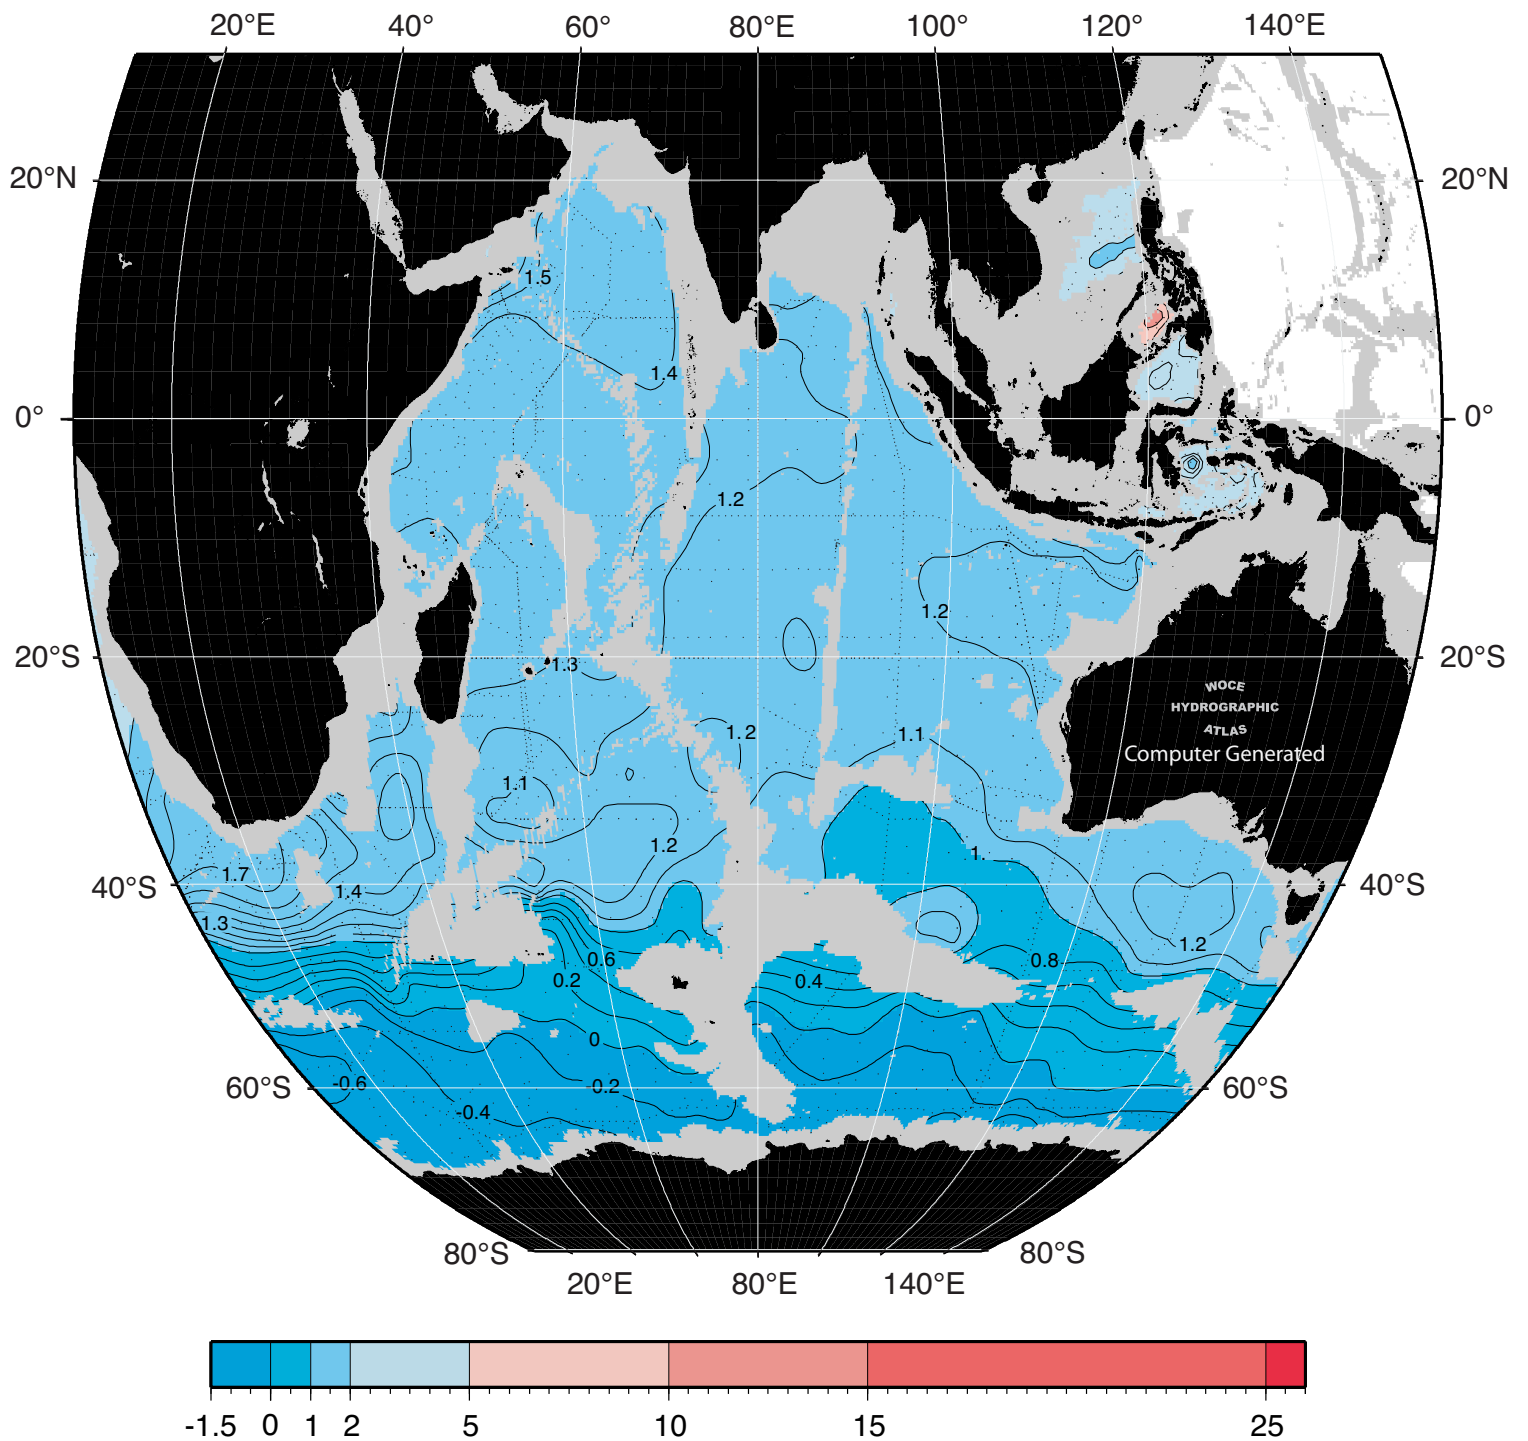 20°E 40° 60° 80°E 100° 120° 140°E
20°N 20°N
1.5
1.4
0° 0°
1.2
1.2
20°S 1.3 20°S
WOCE
HYDROGRAPHIC
ATLAS
1.2 1.1
Computer Generated
1.1
1.2 1.
1.7
40°S 1.4 40°S
1.3
1.2
0.6 0.8
0.2 0.4
0
-0.6 -0.2
60°S 60°S
-0.4
80°S 80°S
20°E 80°E 140°E
-1.5 0 1 2 5 10 15 25